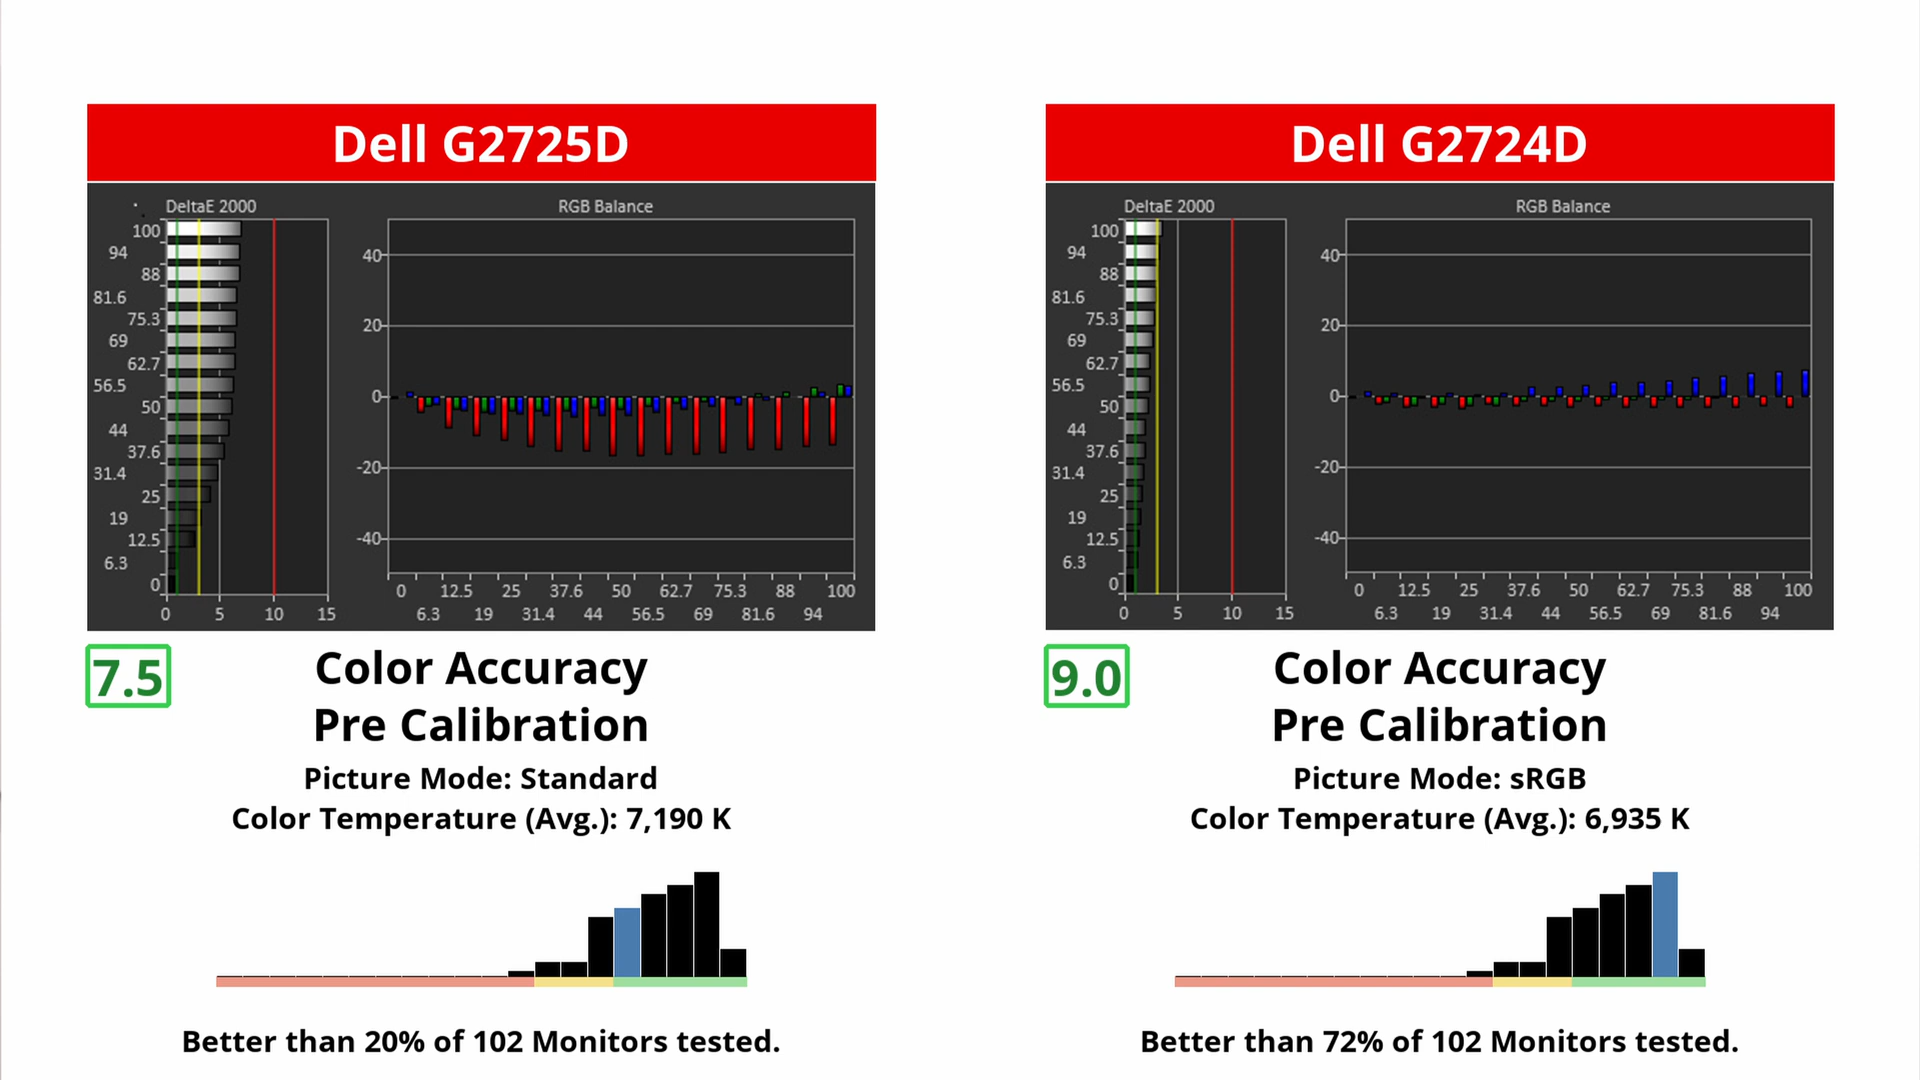 Dell G2725D
DeltaE 2000
RGB Balance
100
94
88
81.6
75.3
69
62.7
56.5
50
44
37.6
31.4
25
19
12.5
6.3
0
0 5 10 15
40
20
0
-20
-40
0 12.5 25 37.6 50 62.7 75.3 88 100
6.3 19 31.4 44 56.5 69 81.6 94
7.5
Color Accuracy
Pre Calibration
Picture Mode: Standard
Color Temperature (Avg.): 7,190 K
Better than 20% of 102 Monitors tested.
Dell G2724D
DeltaE 2000
RGB Balance
100
94
88
81.6
75.3
69
62.7
56.5
50
44
37.6
31.4
25
19
12.5
6.3
0
0 5 10 15
40
20
0
-20
-40
0 12.5 25 37.6 50 62.7 75.3 88 100
6.3 19 31.4 44 56.5 69 81.6 94
9.0
Color Accuracy
Pre Calibration
Picture Mode: sRGB
Color Temperature (Avg.): 6,935 K
Better than 72% of 102 Monitors tested.